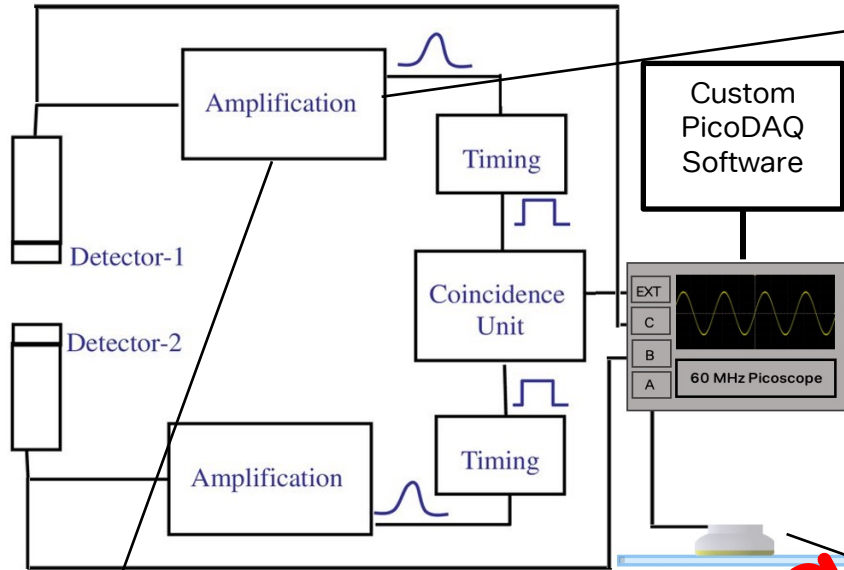 Amplification
Custom
PicoDAQ
Software
Timing
Detector-1
Coincidence
Unit
EXT
C
B
A
60 MHz Picoscope
Detector-2
Timing
Amplification